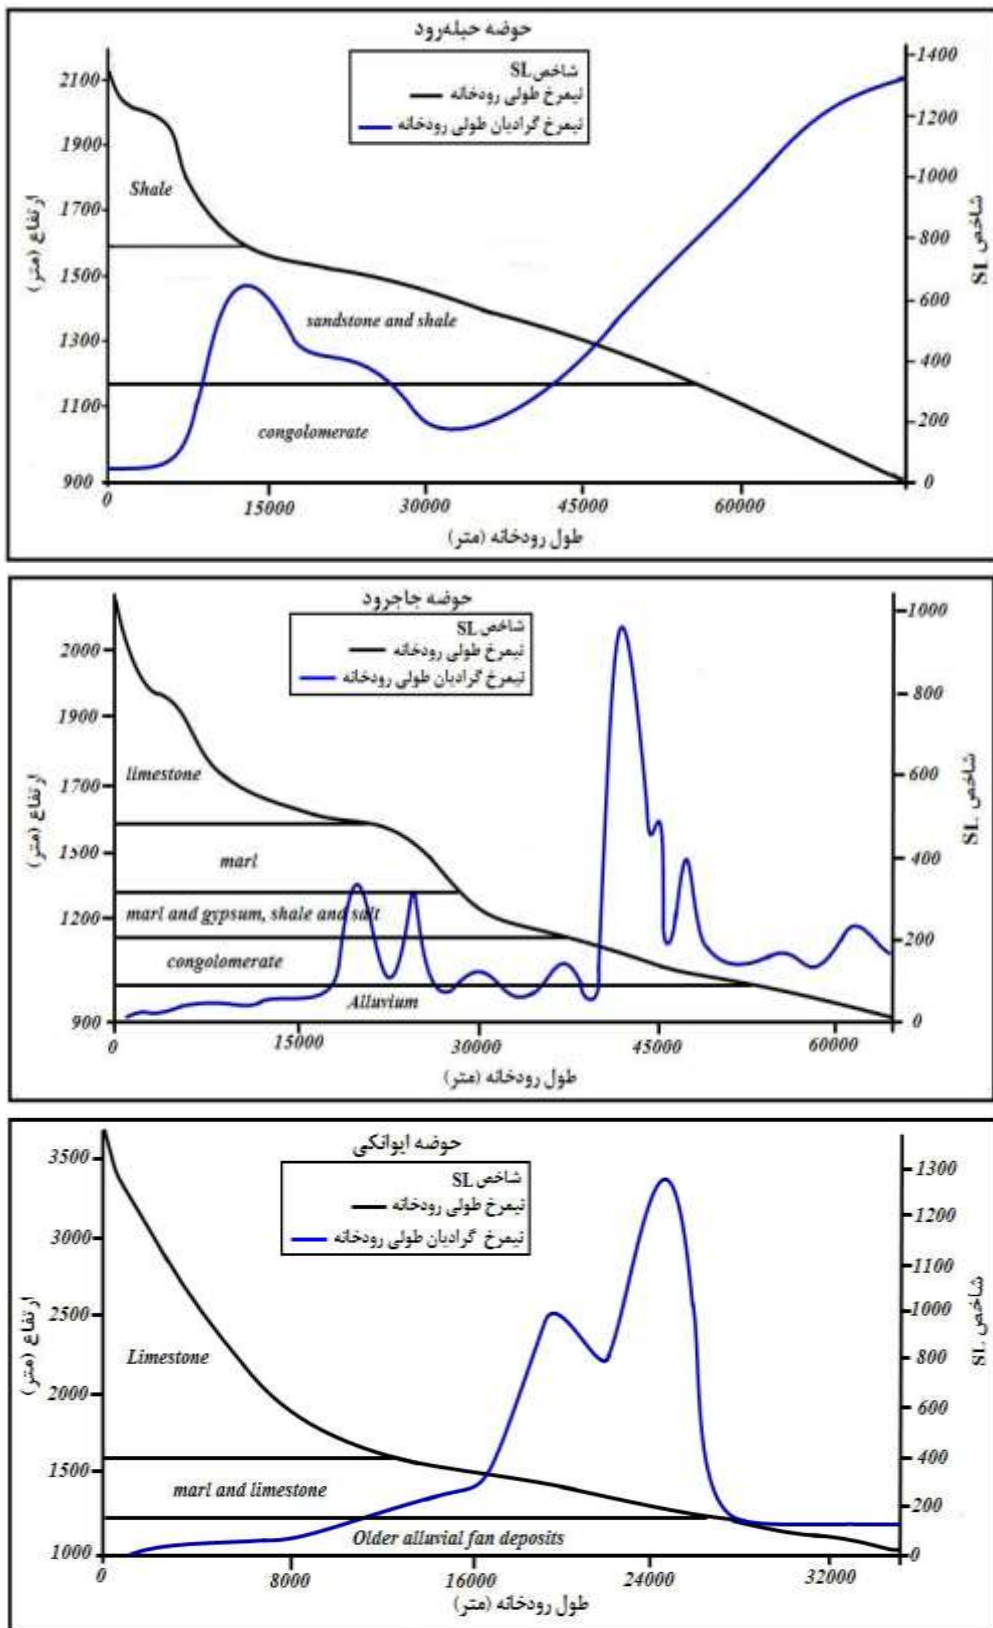 حوضه حبله‌رود
شاخص SL
نیمرخ طولی رودخانه
نیمرخ گرادیان طولی رودخانه
ارتفاع (متر)
2100
1900
1700
1500
1300
1100
900
Shale
sandstone and shale
congolomerate
1400
1200
1000
800
600
400
200
0
شاخص SL
0
15000
30000
45000
60000
طول رودخانه (متر)
حوضه جاجرود
شاخص SL
نیمرخ طولی رودخانه
نیمرخ گرادیان طولی رودخانه
ارتفاع (متر)
2000
1900
1700
1500
1200
900
limestone
marl
marl and gypsum, shale and salt
congolomerate
Alluvium
1000
800
600
400
200
0
شاخص SL
0
15000
30000
45000
60000
طول رودخانه (متر)
حوضه ایوانکی
شاخص SL
نیمرخ طولی رودخانه
نیمرخ گرادیان طولی رودخانه
ارتفاع (متر)
3500
3000
2500
2000
1500
1000
Limestone
marl and limestone
Older alluvial fan deposits
1300
1200
1100
1000
800
600
400
200
0
شاخص SL
0
8000
16000
24000
32000
طول رودخانه (متر)